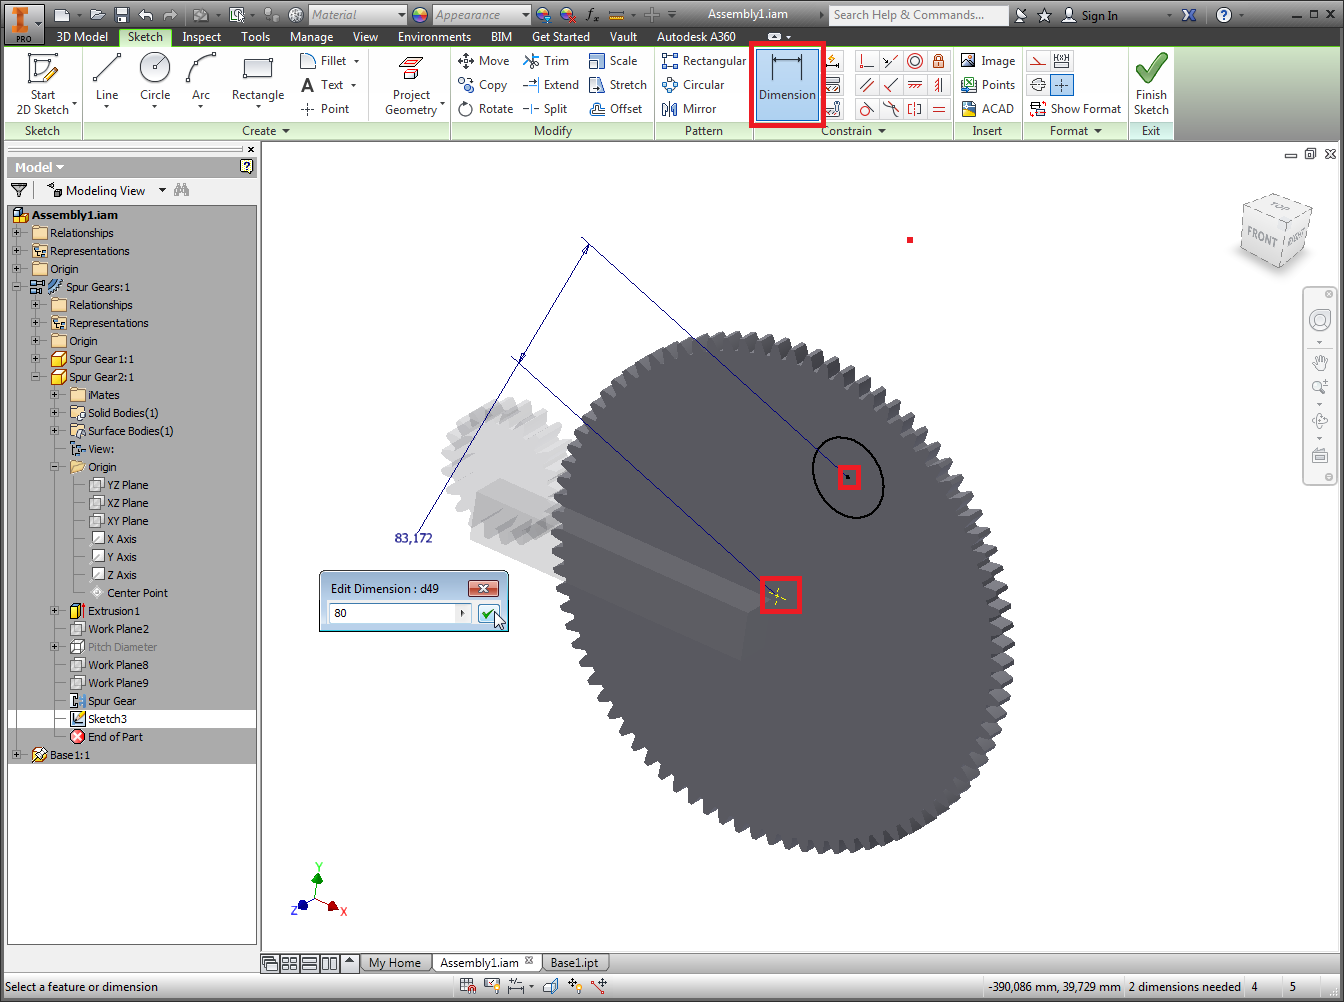 PRO
Material
Appearance
Assembly1.iam
Search Help & Commands...
Sign In
3D Model
Sketch
Inspect
Tools
Manage
View
Environments
BIM
Get Started
Vault
Autodesk A360
Start
2D Sketch
Line
Circle
Arc
Rectangle
Fillet
Text
Point
Project
Geometry
Move
Copy
Rotate
Trim
Extend
Split
Scale
Stretch
Offset
Rectangular
Circular
Mirror
Dimension
Image
Points
ACAD
Show Format
Finish
Sketch
Sketch
Create
Modify
Pattern
Constrain
Insert
Format
Exit
Model
Modeling View
Assembly1.iam
Relationships
Representations
Origin
Spur Gears:1
Relationships
Representations
Origin
Spur Gear1:1
Spur Gear2:1
iMates
Solid Bodies(1)
Surface Bodies(1)
View:
Origin
YZ Plane
XZ Plane
XY Plane
X Axis
Y Axis
Z Axis
Center Point
Extrusion1
Work Plane2
Pitch Diameter
Work Plane8
Work Plane9
Spur Gear
Sketch3
End of Part
Base1:1
TOP
FRONT
RIGHT
83,172
Edit Dimension : d49
80
Y
Z
X
My Home
Assembly1.iam
Base1.ipt
Select a feature or dimension
-390,086 mm, 39,729 mm
2 dimensions needed
4
5